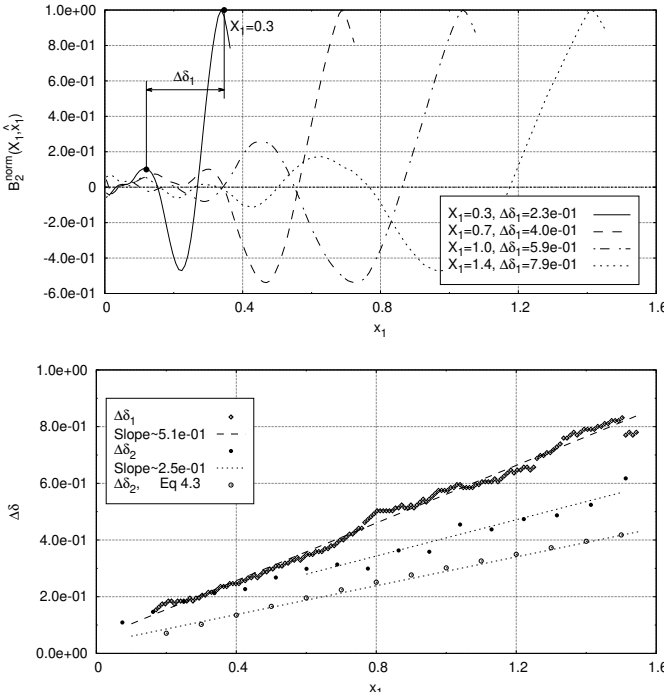 1.0e+00
8.0e-01
6.0e-01
4.0e-01
2.0e-01
0
-2.0e-01
-4.0e-01
-6.0e-01
B2norm(X1,x̂1)
X1=0.3
Δδ1
X1=0.3, Δδ1=2.3e-01
X1=0.7, Δδ1=4.0e-01
X1=1.0, Δδ1=5.9e-01
X1=1.4, Δδ1=7.9e-01
0 0.4 0.8 1.2 1.6
x1
1.0e+00
8.0e-01
6.0e-01
4.0e-01
2.0e-01
0.0e+00
Δδ
Δδ1
Slope~5.1e-01
Δδ2
Slope~2.5e-01
Δδ2, Eq 4.3
0 0.4 0.8 1.2 1.6
x1